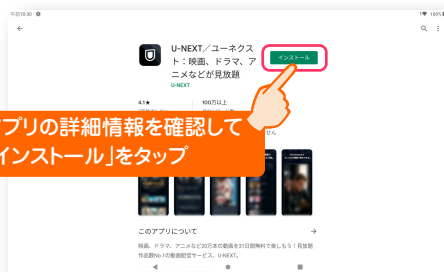 午前10:30
100%
U-NEXT／ユーネクス
ト：映画、ドラマ、ア
ニメなどが見放題
U-NEXT
インストール
4.1★
100万以上
プリの詳細情報を確認して
インストール」をタップ
せん
このアプリについて
映画、ドラマ、アニメなど20万本の動画を31日間無料で楽しもう！見放題
作品数No.1の動画配信サービス、U-NEXT。